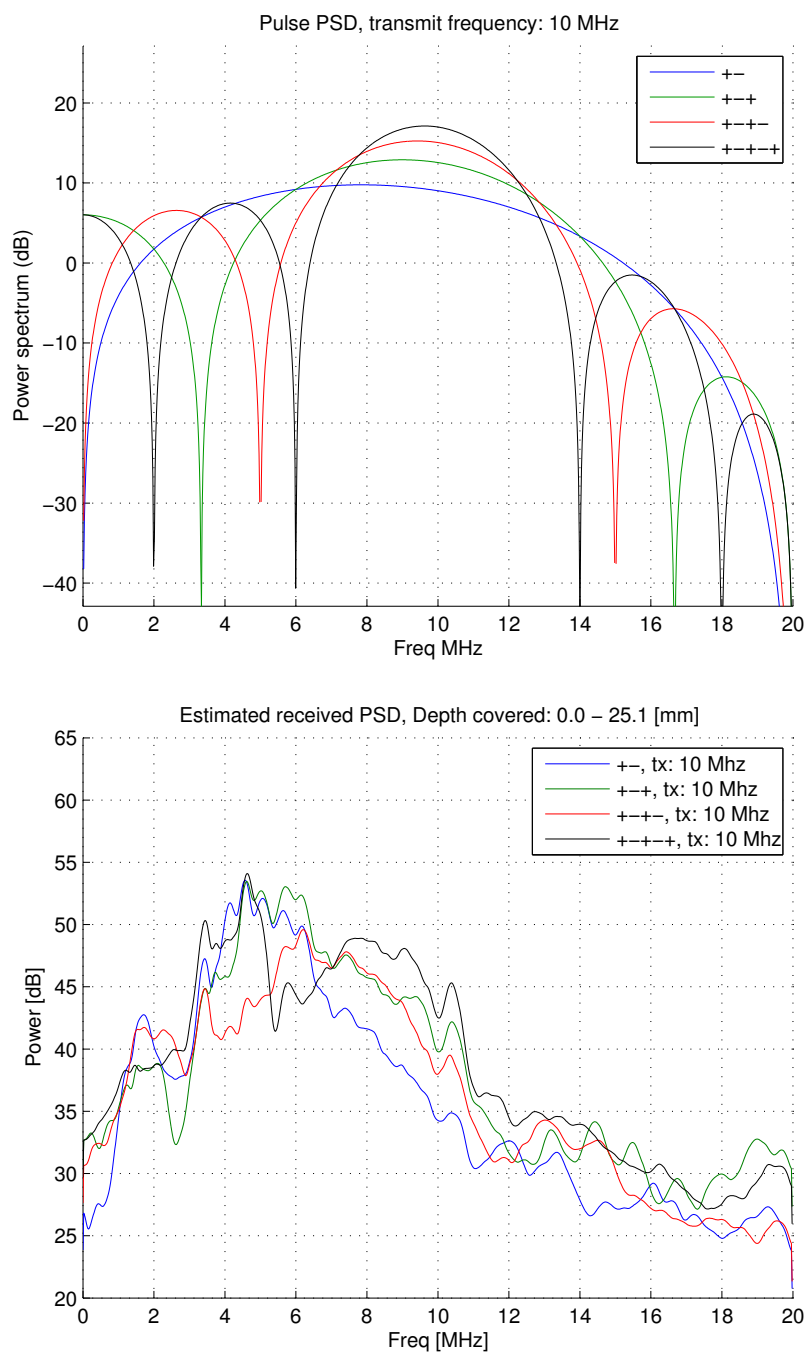 Pulse PSD, transmit frequency: 10 MHz
Power spectrum (dB)
20
10
0
−10
−20
−30
−40
+−
+−+
+−+−
+−+−+
0 2 4 6 8 10 12 14 16 18 20
Freq MHz
Estimated received PSD, Depth covered: 0.0 − 25.1 [mm]
Power [dB]
65
60
55
50
45
40
35
30
25
20
+−, tx: 10 Mhz
+−+, tx: 10 Mhz
+−+−, tx: 10 Mhz
+−+−+, tx: 10 Mhz
0 2 4 6 8 10 12 14 16 18 20
Freq [MHz]